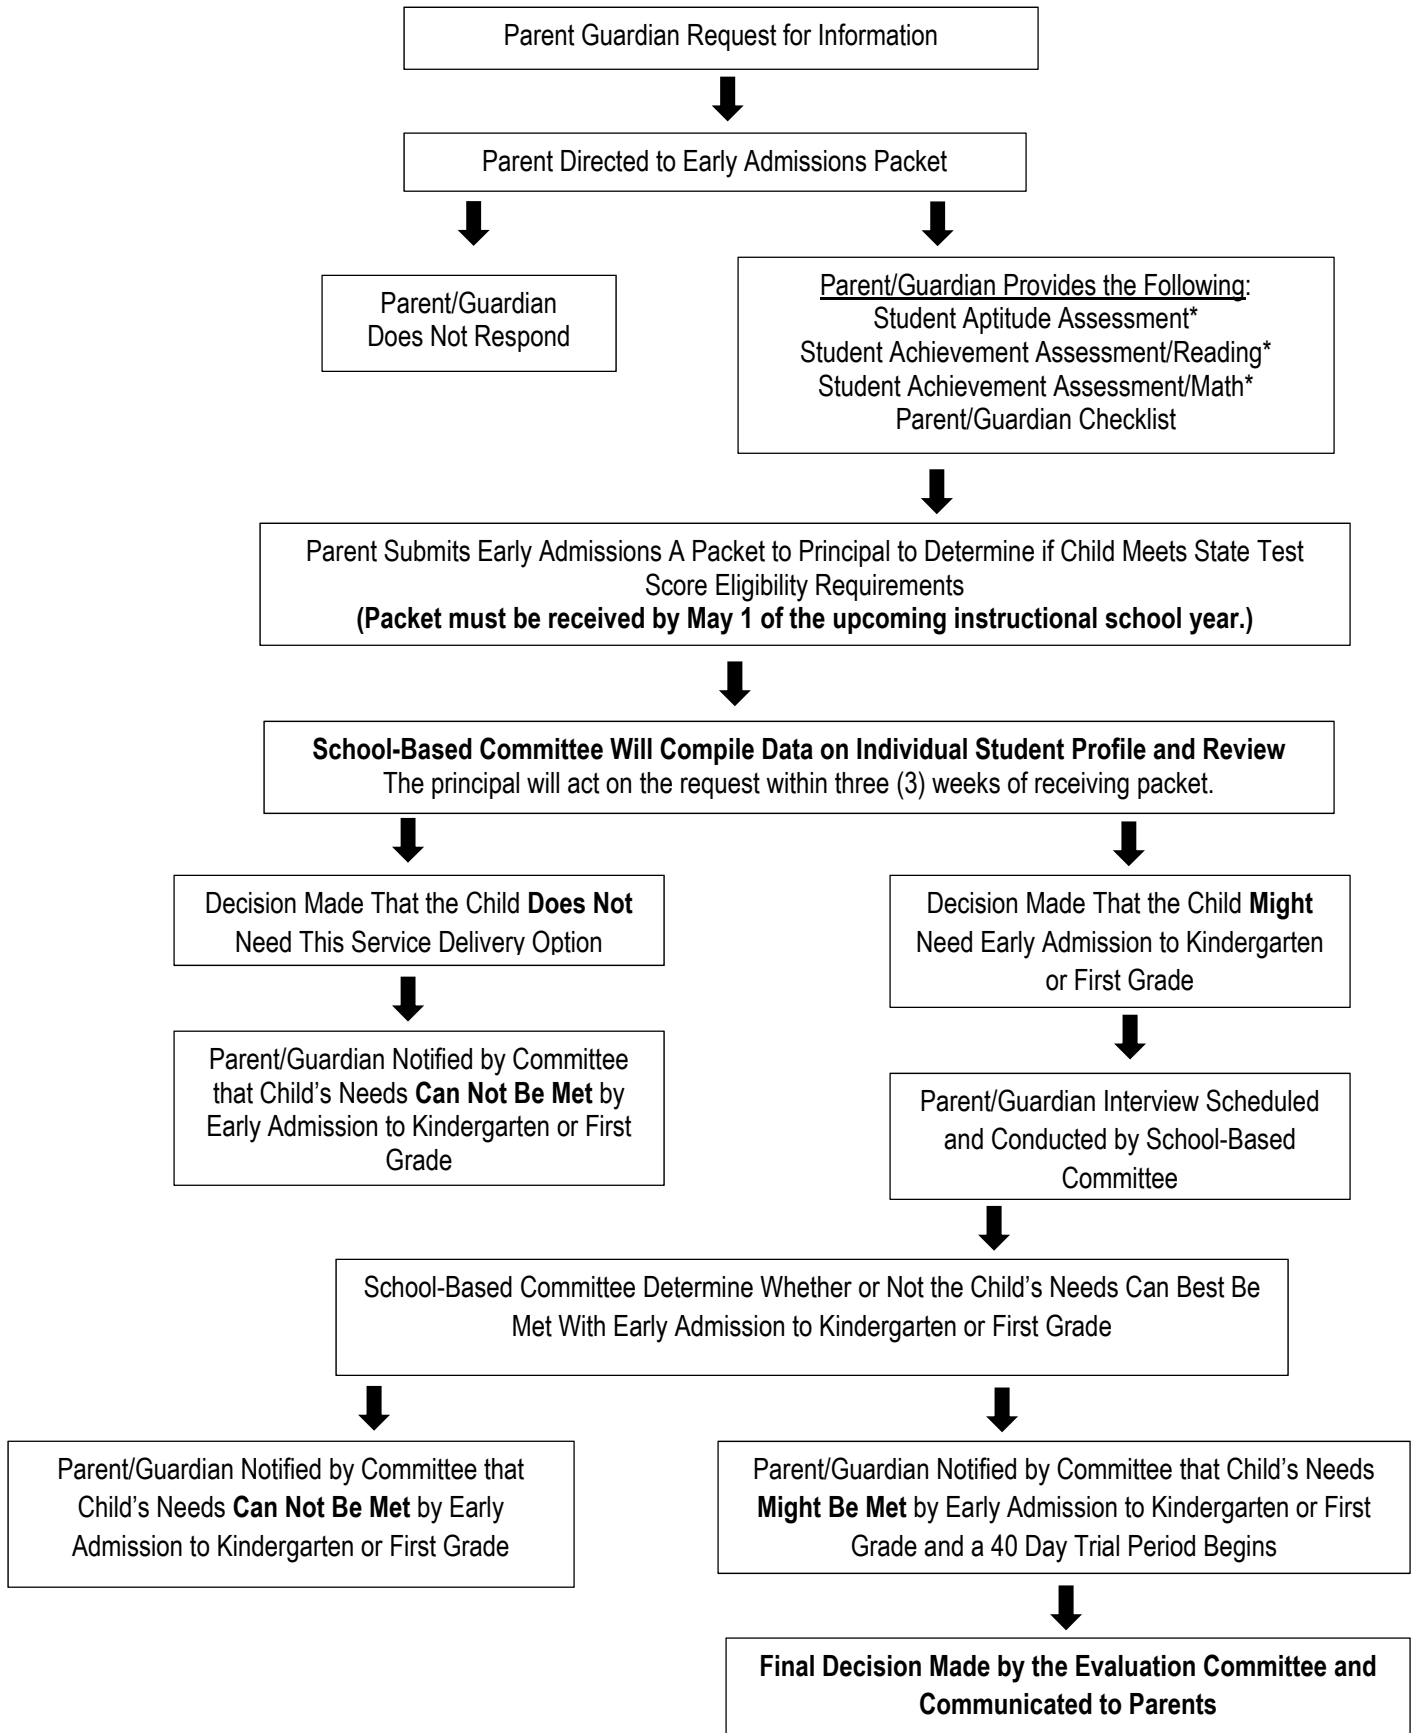 Parent Guardian Request for Information
Parent Directed to Early Admissions Packet
Parent/Guardian
Does Not Respond
Parent/Guardian Provides the Following:
Student Aptitude Assessment*
Student Achievement Assessment/Reading*
Student Achievement Assessment/Math*
Parent/Guardian Checklist
Parent Submits Early Admissions A Packet to Principal to Determine if Child Meets State Test
Score Eligibility Requirements
(Packet must be received by May 1 of the upcoming instructional school year.)
School-Based Committee Will Compile Data on Individual Student Profile and Review
The principal will act on the request within three (3) weeks of receiving packet.
Decision Made That the Child Does Not
Need This Service Delivery Option
Decision Made That the Child Might
Need Early Admission to Kindergarten
or First Grade
Parent/Guardian Notified by Committee
that Child's Needs Can Not Be Met by
Early Admission to Kindergarten or First
Grade
Parent/Guardian Interview Scheduled
and Conducted by School-Based
Committee
School-Based Committee Determine Whether or Not the Child's Needs Can Best Be
Met With Early Admission to Kindergarten or First Grade
Parent/Guardian Notified by Committee that
Child's Needs Can Not Be Met by Early
Admission to Kindergarten or First Grade
Parent/Guardian Notified by Committee that Child's Needs
Might Be Met by Early Admission to Kindergarten or First
Grade and a 40 Day Trial Period Begins
Final Decision Made by the Evaluation Committee and
Communicated to Parents